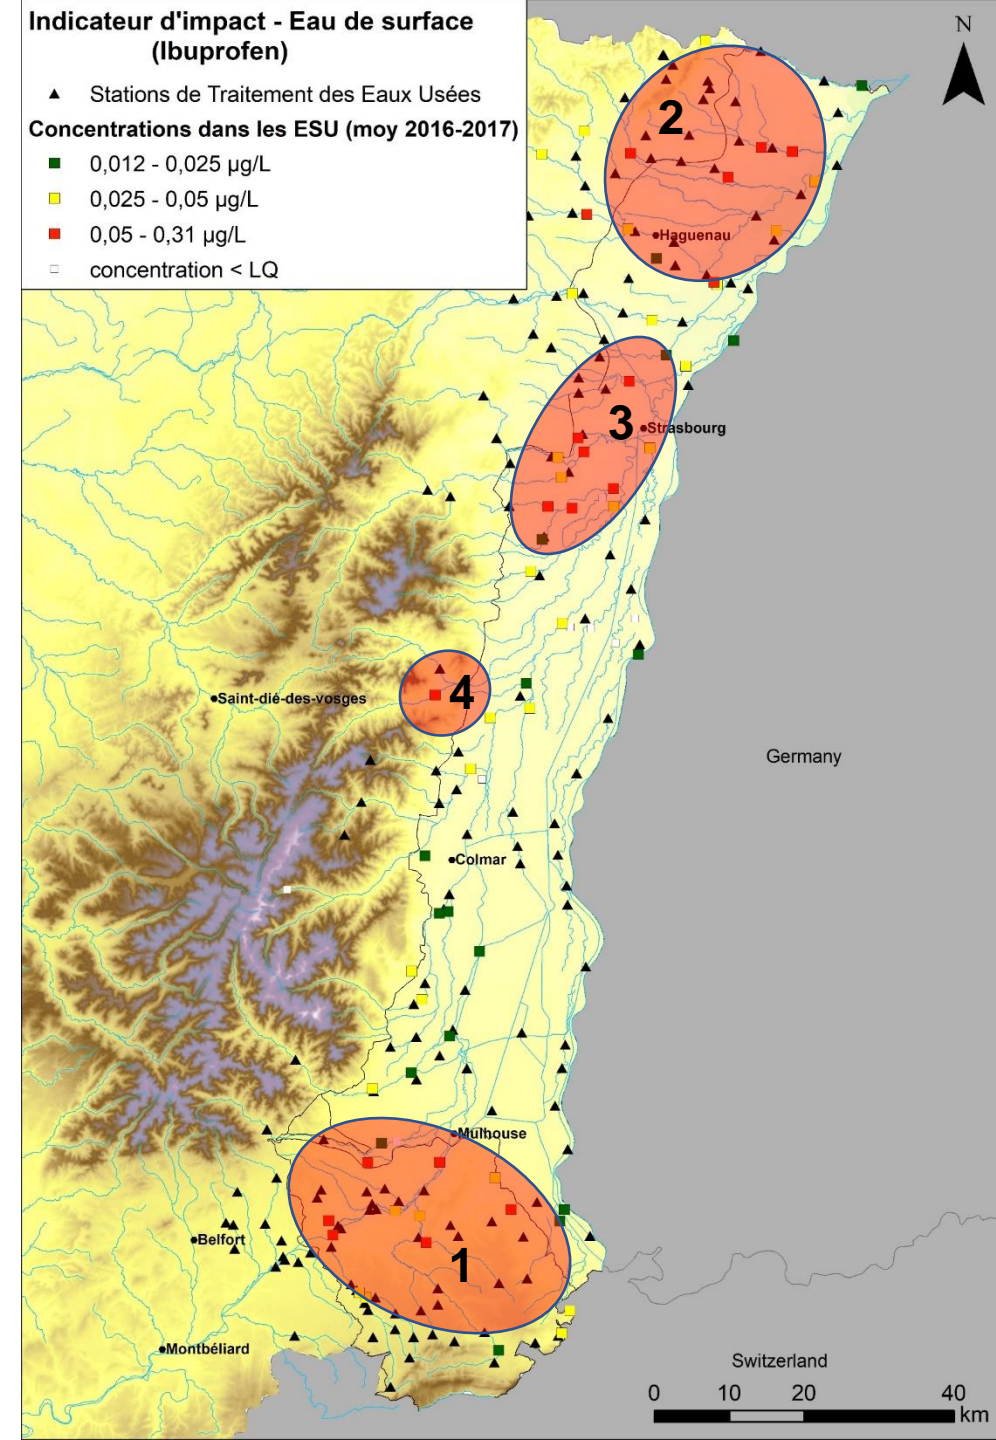 Indicateur d'impact - Eau de surface
(Ibuprofen)
Stations de Traitement des Eaux Usées
Concentrations dans les ESU (moy 2016-2017)
0,012 - 0,025 µg/L
0,025 - 0,05 µg/L
0,05 - 0,31 µg/L
concentration < LQ
N
2
Haguenau
3
Strasbourg
4
Saint-dié-des-vosges
Germany
Colmar
Mulhouse
Belfort
1
Montbéliard
Switzerland
0 10 20 40
km